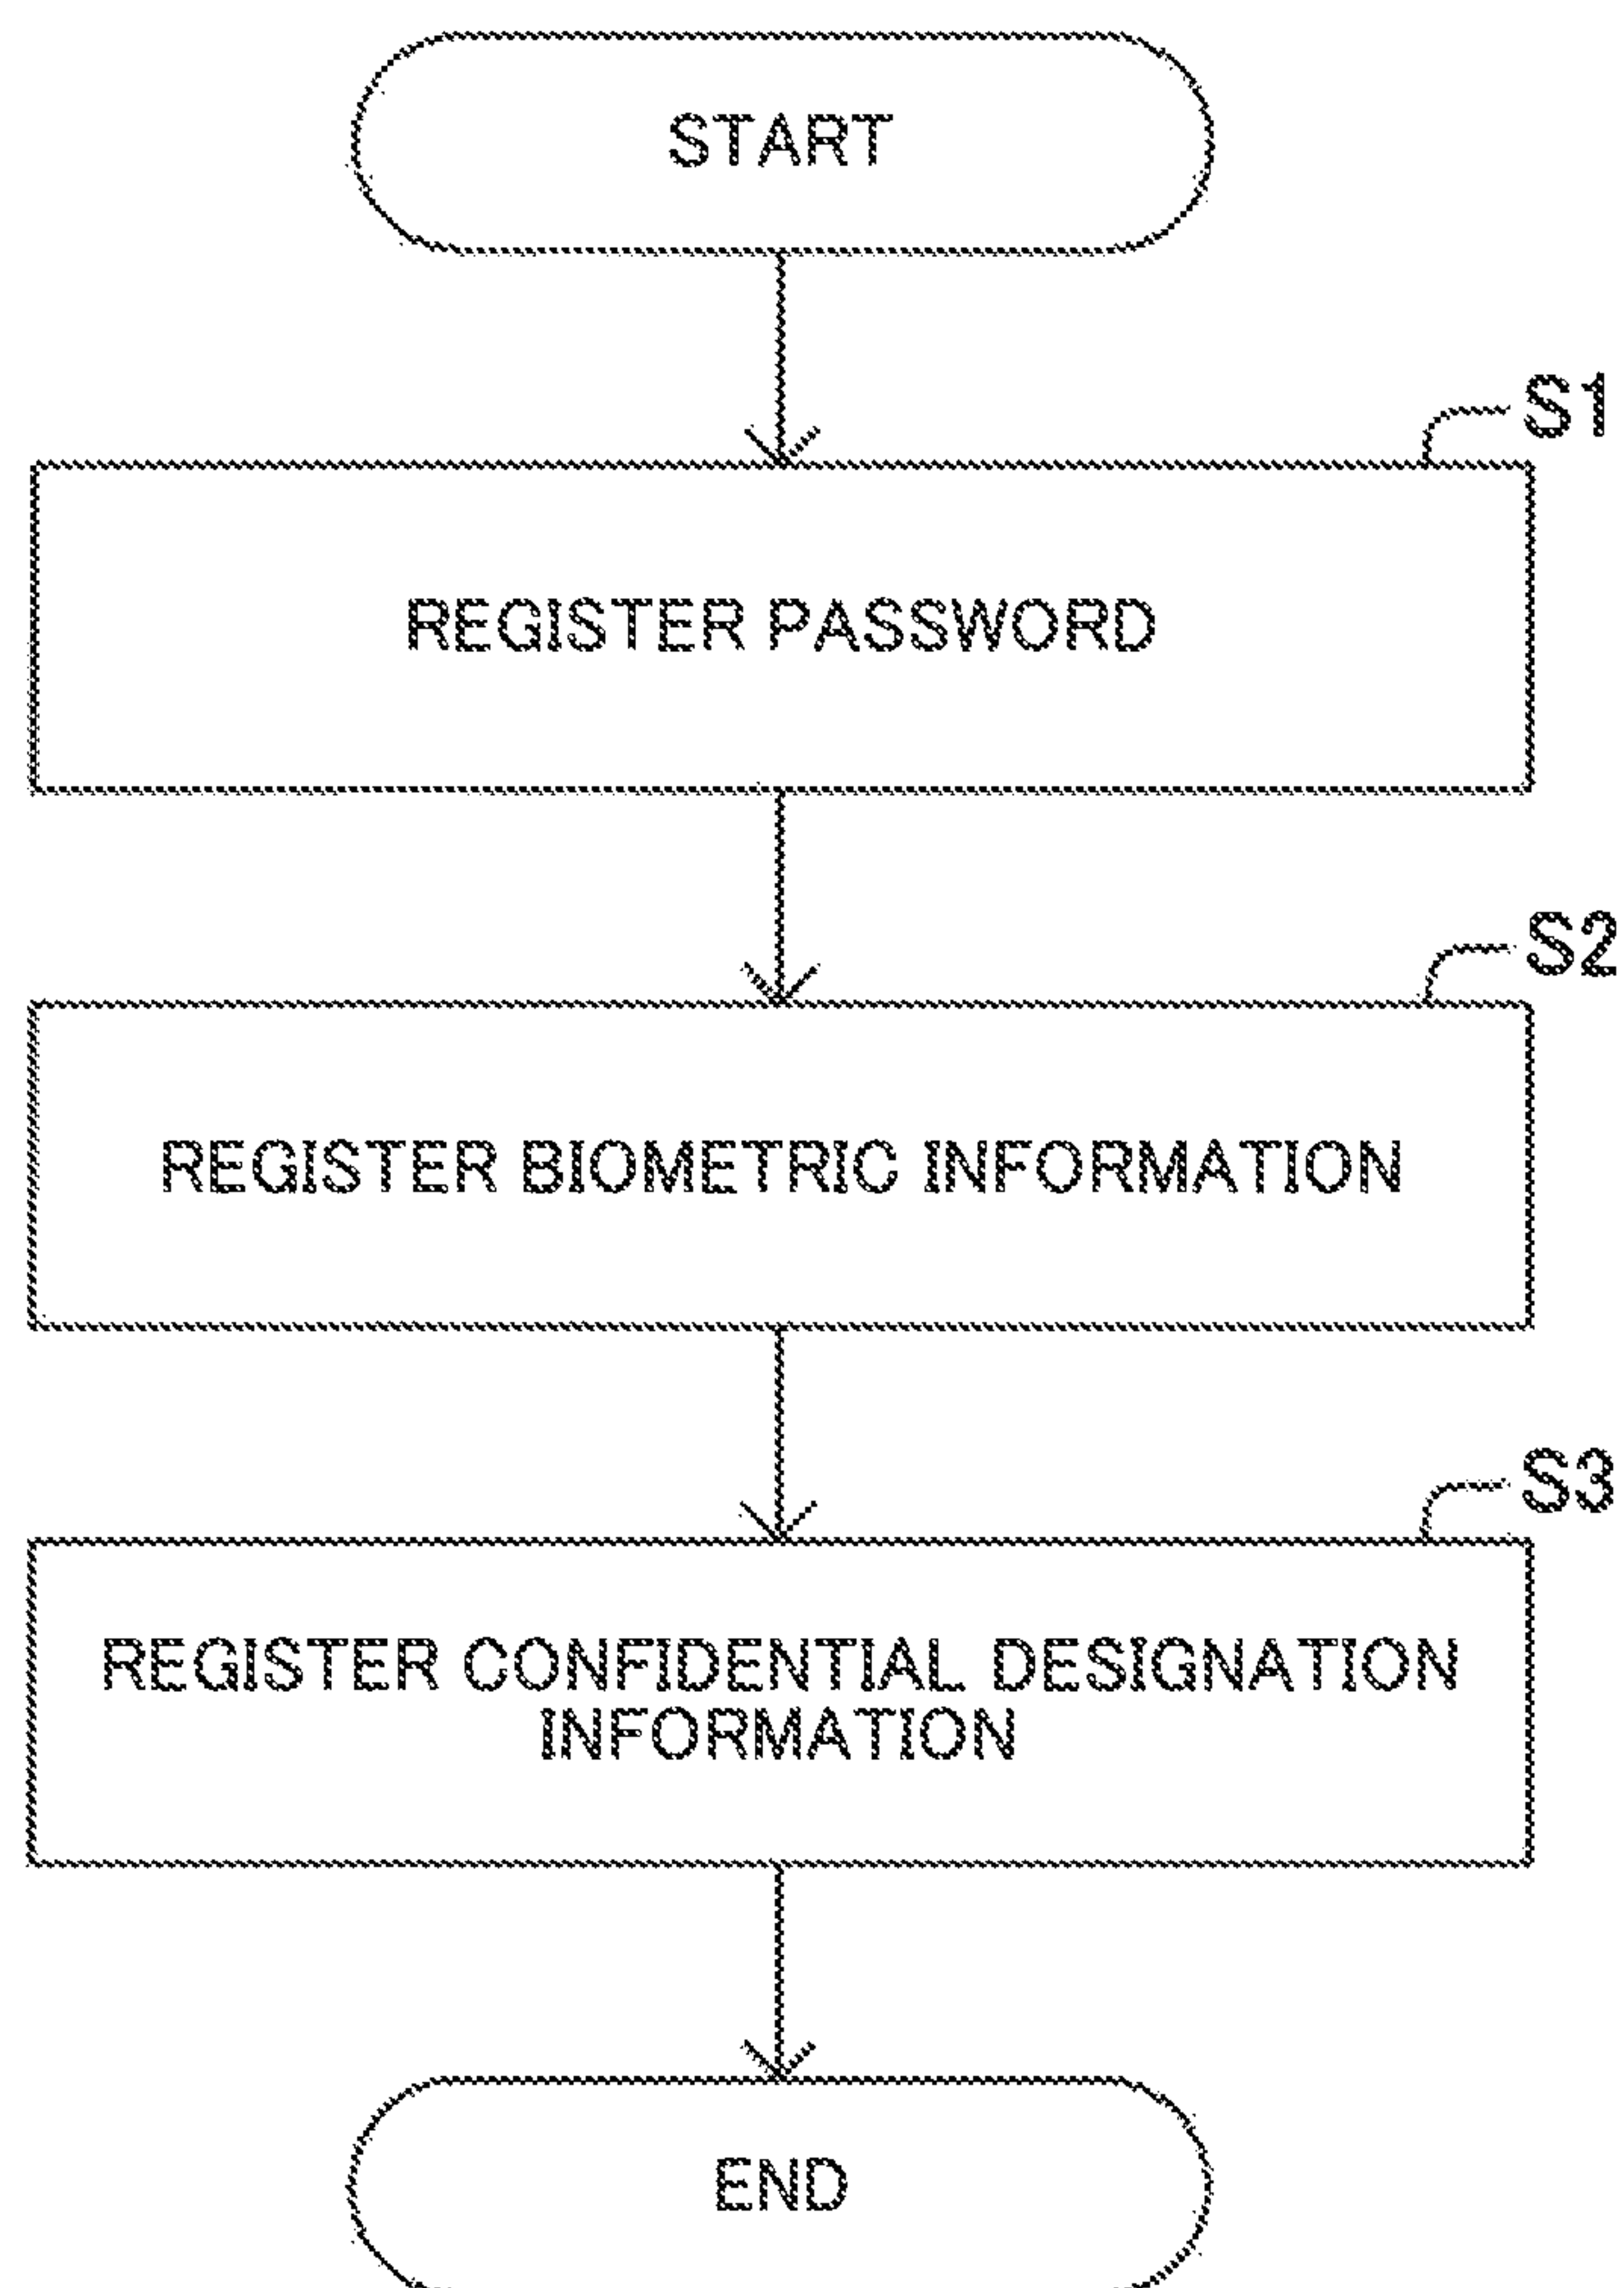 START
S1
REGISTER PASSWORD
S2
REGISTER BIOMETRIC INFORMATION
S3
REGISTER CONFIDENTIAL DESIGNATION
INFORMATION
END